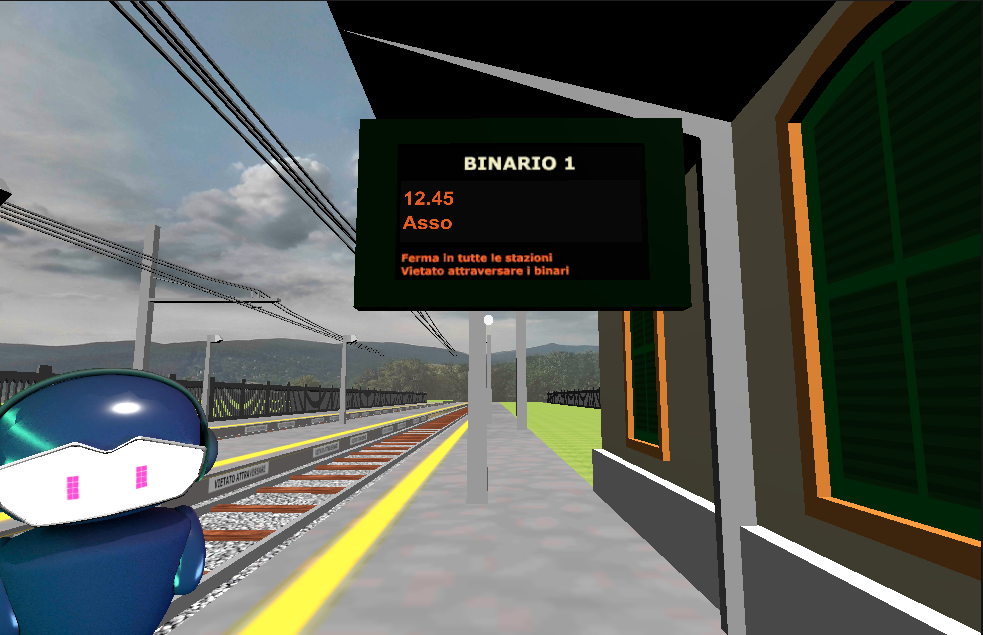 BINARIO 1
12.45
Asso
Ferma in tutte le stazioni
Vietato attraversare i binari
VIETATO ATTRAVERSARE